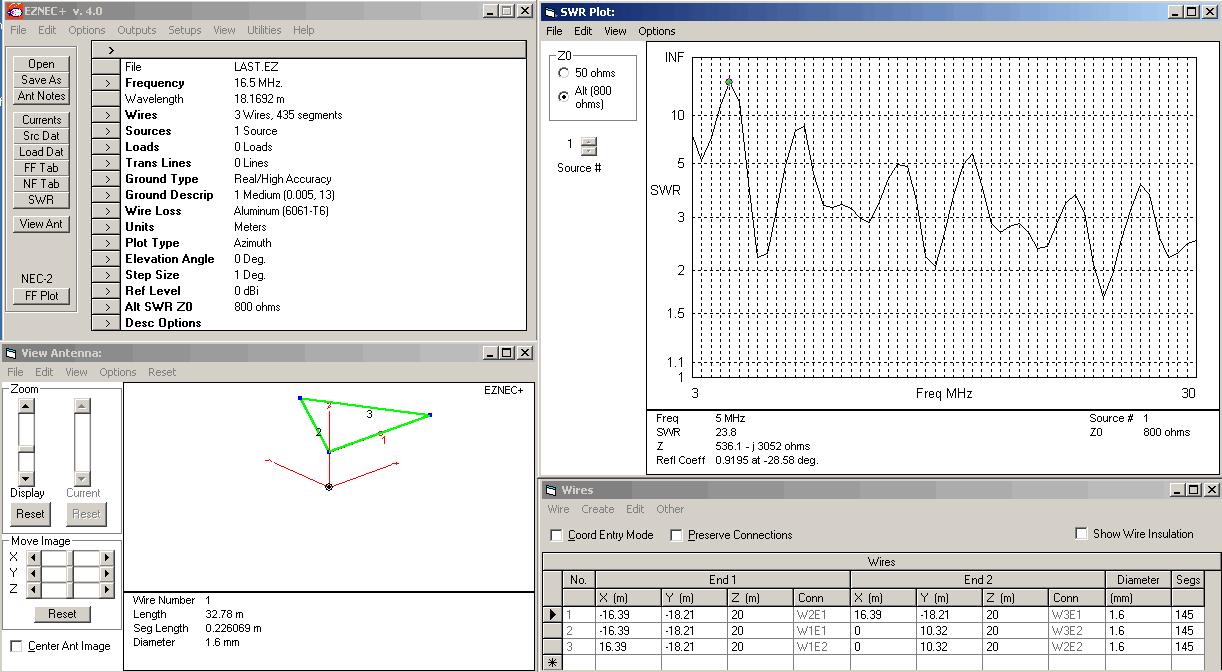 EZNEC+ v. 4.0
File Edit Options Outputs Setups View Utilities Help
Open
Save As
Ant Notes
Currents
Src Dat
Load Dat
FF Tab
NF Tab
SWR
View Ant
NEC-2
FF Plot
>
File LAST.EZ
> Frequency 16.5 MHz.
Wavelength 18.1692 m
> Wires 3 Wires, 435 segments
> Sources 1 Source
> Loads 0 Loads
> Trans Lines 0 Lines
> Ground Type Real/High Accuracy
> Ground Descrip 1 Medium (0.005, 13)
> Wire Loss Aluminum (6061-T6)
> Units Meters
> Plot Type Azimuth
> Elevation Angle 0 Deg.
> Step Size 1 Deg.
> Ref Level 0 dBi
> Alt SWR Z0 800 ohms
> Desc Options
SWR Plot:
File Edit View Options
Z0
50 ohms
Alt (800
ohms)
1
Source #
INF
10
5
SWR
3
2
1.5
1.1
1
3 Freq MHz 30
Freq 5 MHz Source # 1
SWR 23.8 Z0 800 ohms
Z 536.1 - j 3052 ohms
Refl Coeff 0.9195 at -28.58 deg.
View Antenna:
File Edit View Options Reset
Zoom
Display Current
Reset Reset
Move Image
X
Y
Z
Reset
Center Ant Image
EZNEC+
3
2
1
Wire Number 1
Length 32.78 m
Seg Length 0.226069 m
Diameter 1.6 mm
Wires
Wire Create Edit Other
Coord Entry Mode Preserve Connections Show Wire Insulation
Wires
No. End 1 End 2 Diameter Segs
X (m) Y (m) Z (m) Conn X (m) Y (m) Z (m) Conn (mm)
1 -16.39 -18.21 20 W2E1 16.39 -18.21 20 W3E1 1.6 145
2 -16.39 -18.21 20 W1E1 0 10.32 20 W3E2 1.6 145
3 16.39 -18.21 20 W1E2 0 10.32 20 W2E2 1.6 145
*